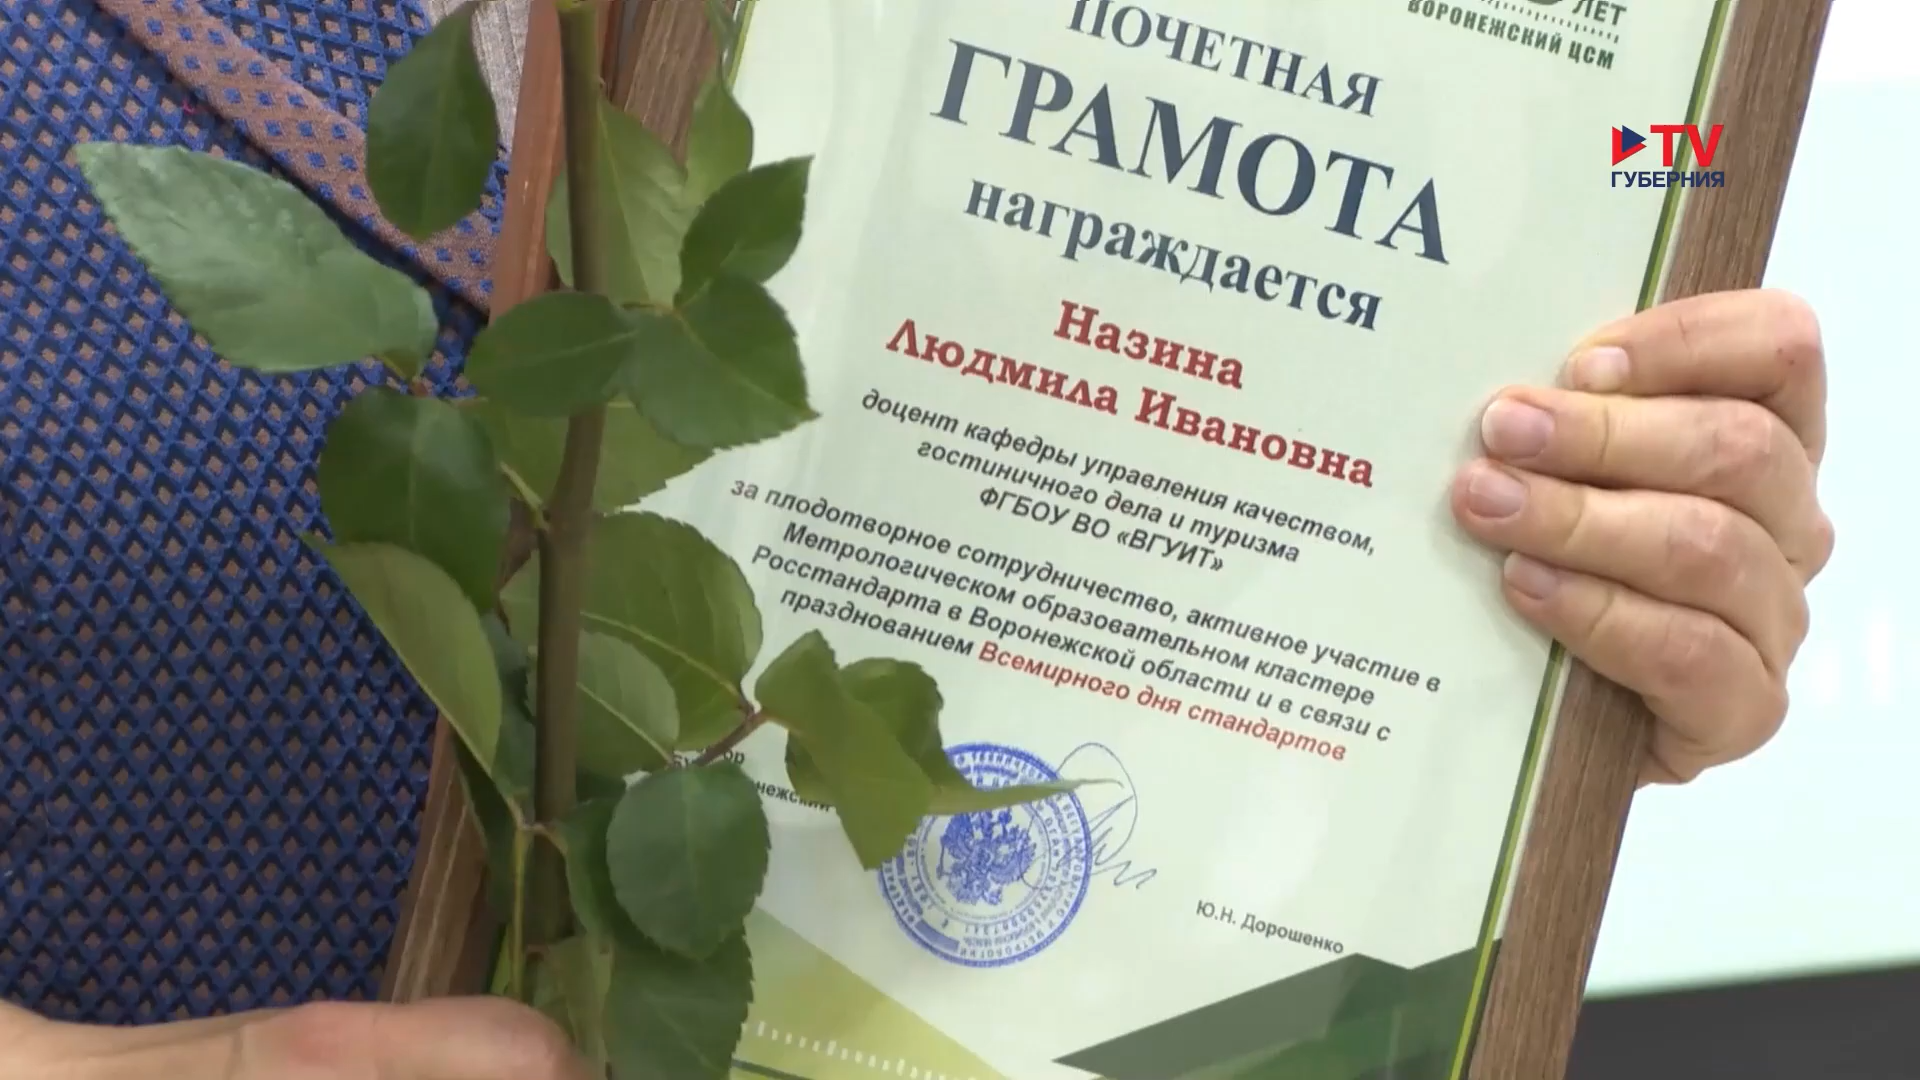 ЛЕТ
ВОРОНЕЖСКИЙ ЦСМ
ПОЧЕТНАЯ
ГРАМОТА
награждается
Назина
Людмила Ивановна
доцент кафедры управления качеством,
гостиничного дела и туризма
ФГБОУ ВО «ВГУИТ»
за плодотворное сотрудничество, активное участие в
Метрологическом образовательном кластере
Росстандарта в Воронежской области и в связи с
празднованием Всемирного дня стандартов
Ю.Н. Дорошенко
TV
ГУБЕРНИЯ